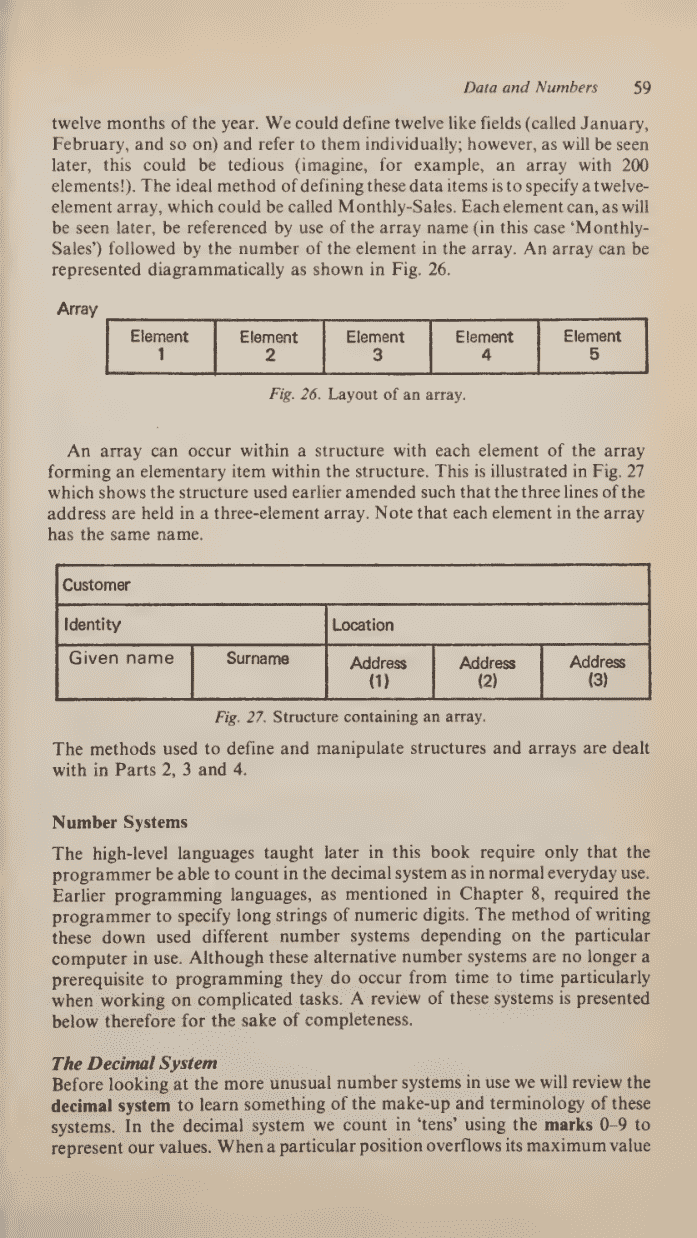 Data and Numbers 59
twelve months of the year. We could define twelve like fields (called January,
February, and so on) and refer to them individually; however, as will be seen
later, this could be tedious (imagine, for example, an array with 200
elements!). The ideal method of defining these data items is to specify a twelve-
element array, which could be called Monthly-Sales. Each element can, as will
be seen later, be referenced by use of the array name (in this case ‘Monthly-
Sales’) followed by the number of the element in the array. An array can be
represented diagrammatically as shown in Fig. 26.
Array
Element Element Element Element Element
1 2 3 4 5
Fig. 26. Layout of an array.
An array can occur within a structure with each element of the array
forming an elementary item within the structure. This is illustrated in Fig. 27
which shows the structure used earlier amended such that the three lines of the
address are held in a three-element array. Note that each element in the array
has the same name.
Customer
Identity Location
Given name Surname Address Address Address
(1) (2) (3)
Fig. 27. Structure containing an array.
The methods used to define and manipulate structures and arrays are dealt
with in Parts 2, 3 and 4.
Number Systems
The high-level languages taught later in this book require only that the
programmer be able to count in the decimal system as in normal everyday use.
Earlier programming languages, as mentioned in Chapter 8, required the
programmer to specify long strings of numeric digits. The method of writing
these down used different number systems depending on the particular
computer in use. Although these alternative number systems are no longer a
prerequisite to programming they do occur from time to time particularly
when working on complicated tasks. A review of these systems is presented
below therefore for the sake of completeness.
The Decimal System
Before looking at the more unusual number systems in use we will review the
decimal system to learn something of the make-up and terminology of these
systems. In the decimal system we count in ‘tens’ using the marks 0–9 to
represent our values. When a particular position overflows its maximum value